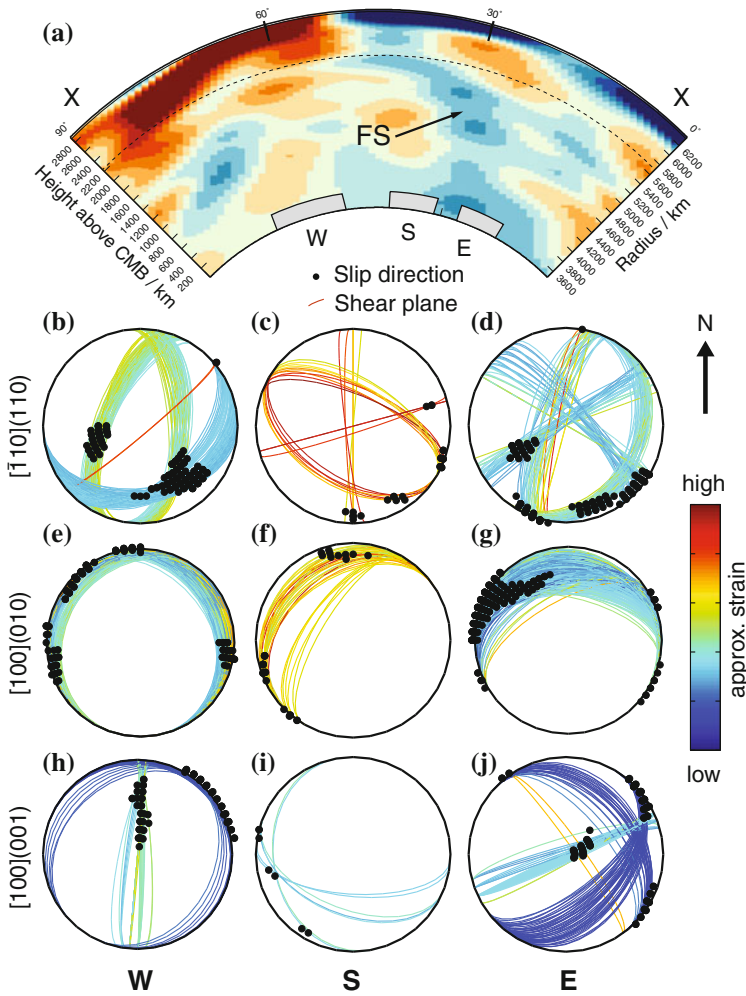 (a)
60°
30°
X
X
90°
0°
FS
2800
2600
2400
2200
2000
1800
1600
1400
1200
1000
800
600
400
200
Height above CMB / km
6200
6000
5800
5600
5400
5200
5000
4800
4600
4400
4200
4000
3800
3600
Radius / km
W
S
E
Slip direction
Shear plane
(b)
(c)
(d)
N
[1̄10](110)
(e)
(f)
(g)
[100](010)
high
approx. strain
low
(h)
(i)
(j)
[100](001)
W
S
E